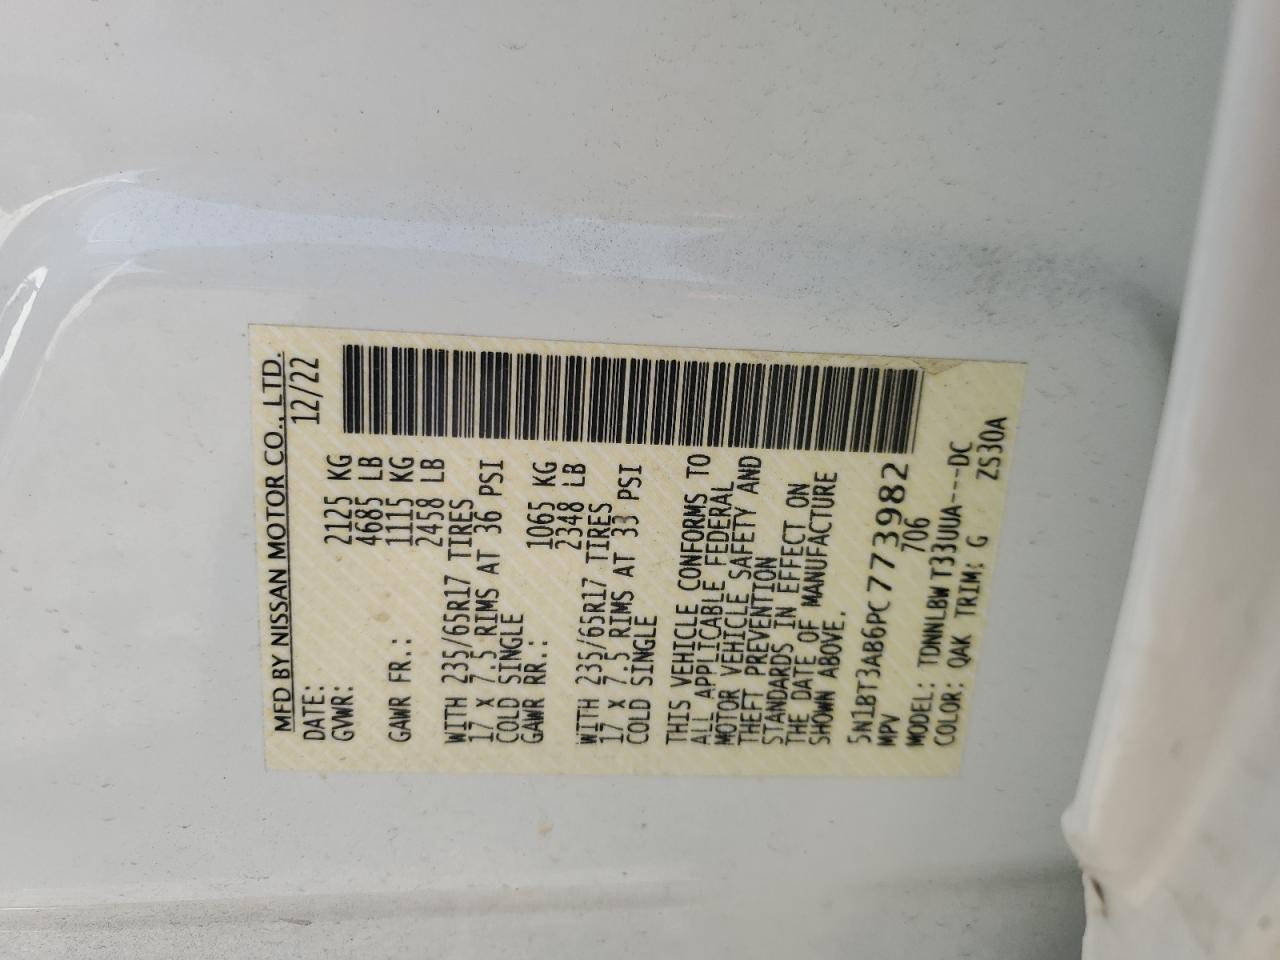 MFD BY NISSAN MOTOR CO., LTD.
DATE: 12/22
GVWR: 2125 KG
4685 LB
GAWR FR.: 1115 KG
2458 LB
WITH 235/65R17 TIRES
17 X 7.5 RIMS AT 36 PSI
COLD SINGLE
GAWR RR.: 1065 KG
2348 LB
WITH 235/65R17 TIRES
17 X 7.5 RIMS AT 33 PSI
COLD SINGLE
THIS VEHICLE CONFORMS TO
ALL APPLICABLE FEDERAL
MOTOR VEHICLE SAFETY AND
THEFT PREVENTION
STANDARDS IN EFFECT ON
THE DATE OF MANUFACTURE
SHOWN ABOVE.
5N1BT3AB6PC773982
MPV 706
MODEL: TDNNLBW T33UUA---DC
COLOR: QAK TRIM: G ZS30A